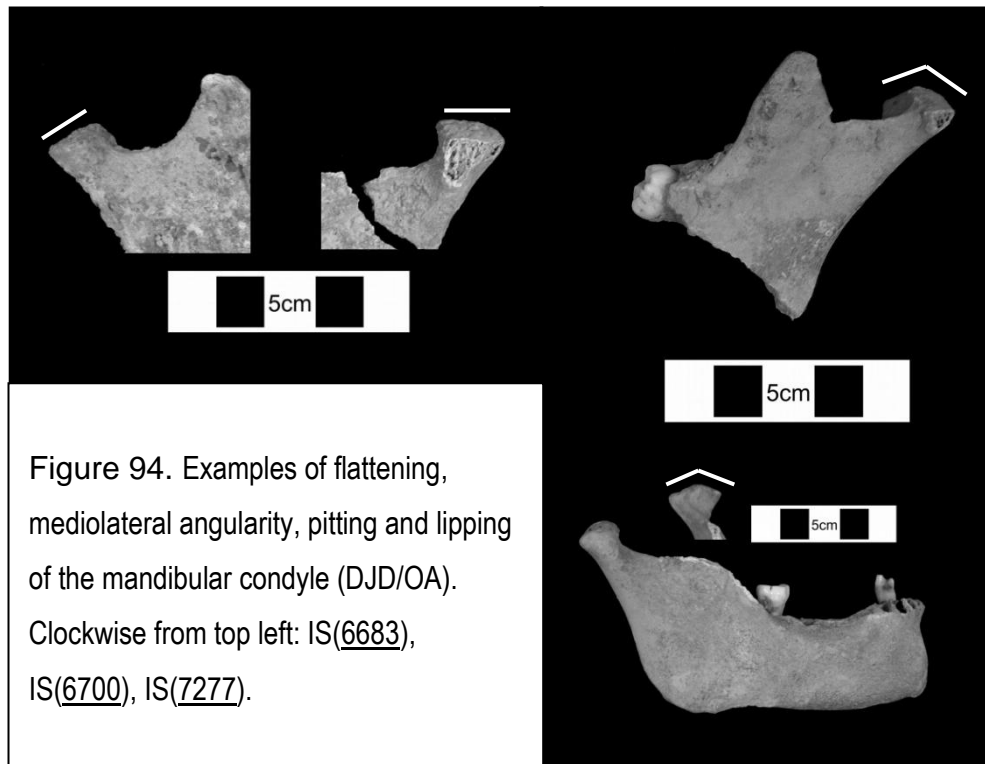 5cm
5cm
5cm
Figure 94. Examples of flattening,
mediolateral angularity, pitting and lipping
of the mandibular condyle (DJD/OA).
Clockwise from top left: IS(6683),
IS(6700), IS(7277).